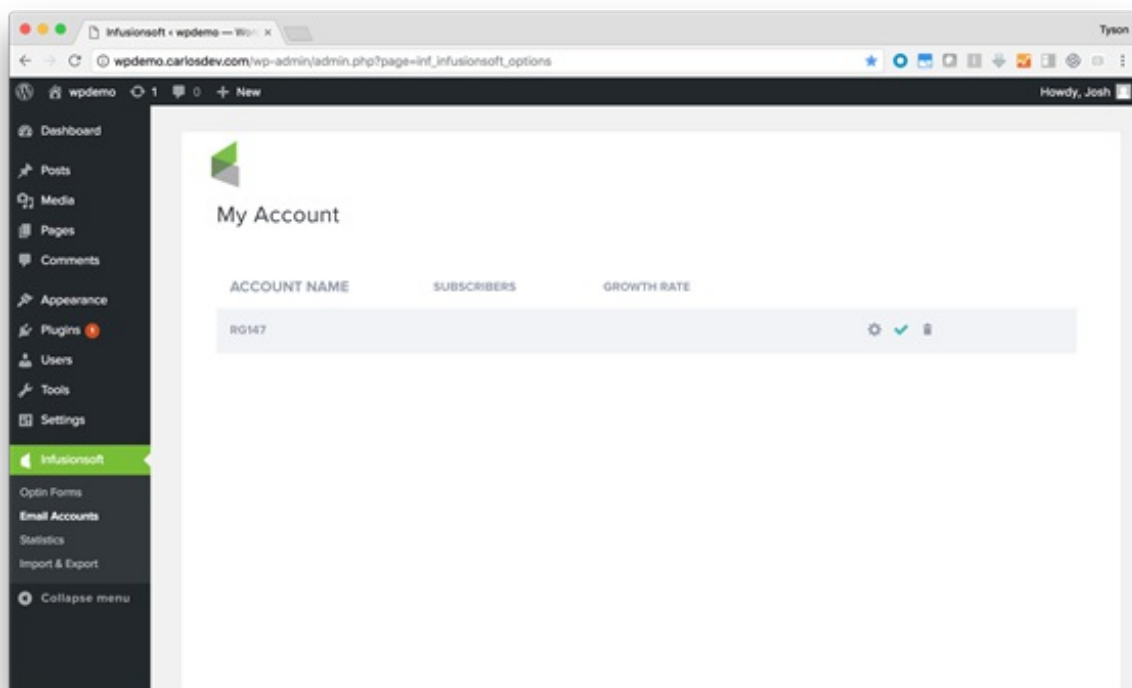 Infusionsoft ‹ wpdemo — Wor
Tyson
wpdemo.carlosdev.com/wp-admin/admin.php?page=inf_infusionsoft_options
wpdemo 1 0 + New
Howdy, Josh
Dashboard
Posts
Media
Pages
Comments
Appearance
Plugins 1
Users
Tools
Settings
Infusionsoft
Optin Forms
Email Accounts
Statistics
Import & Export
Collapse menu
My Account
ACCOUNT NAME SUBSCRIBERS GROWTH RATE
RG147